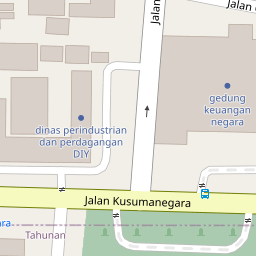 Jalan
Jalan
gedung
keuangan
negara
dinas perindustrian
dan perdagangan
DIY
Jalan Kusumanegara
Tahunan